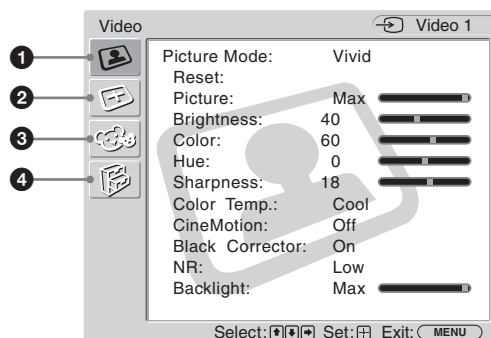 Video Video 1
1
2
3
4
Picture Mode: Vivid
Reset:
Picture: Max
Brightness: 40
Color: 60
Hue: 0
Sharpness: 18
Color Temp.: Cool
CineMotion: Off
Black Corrector: On
NR: Low
Backlight: Max
Select: Set: Exit: MENU